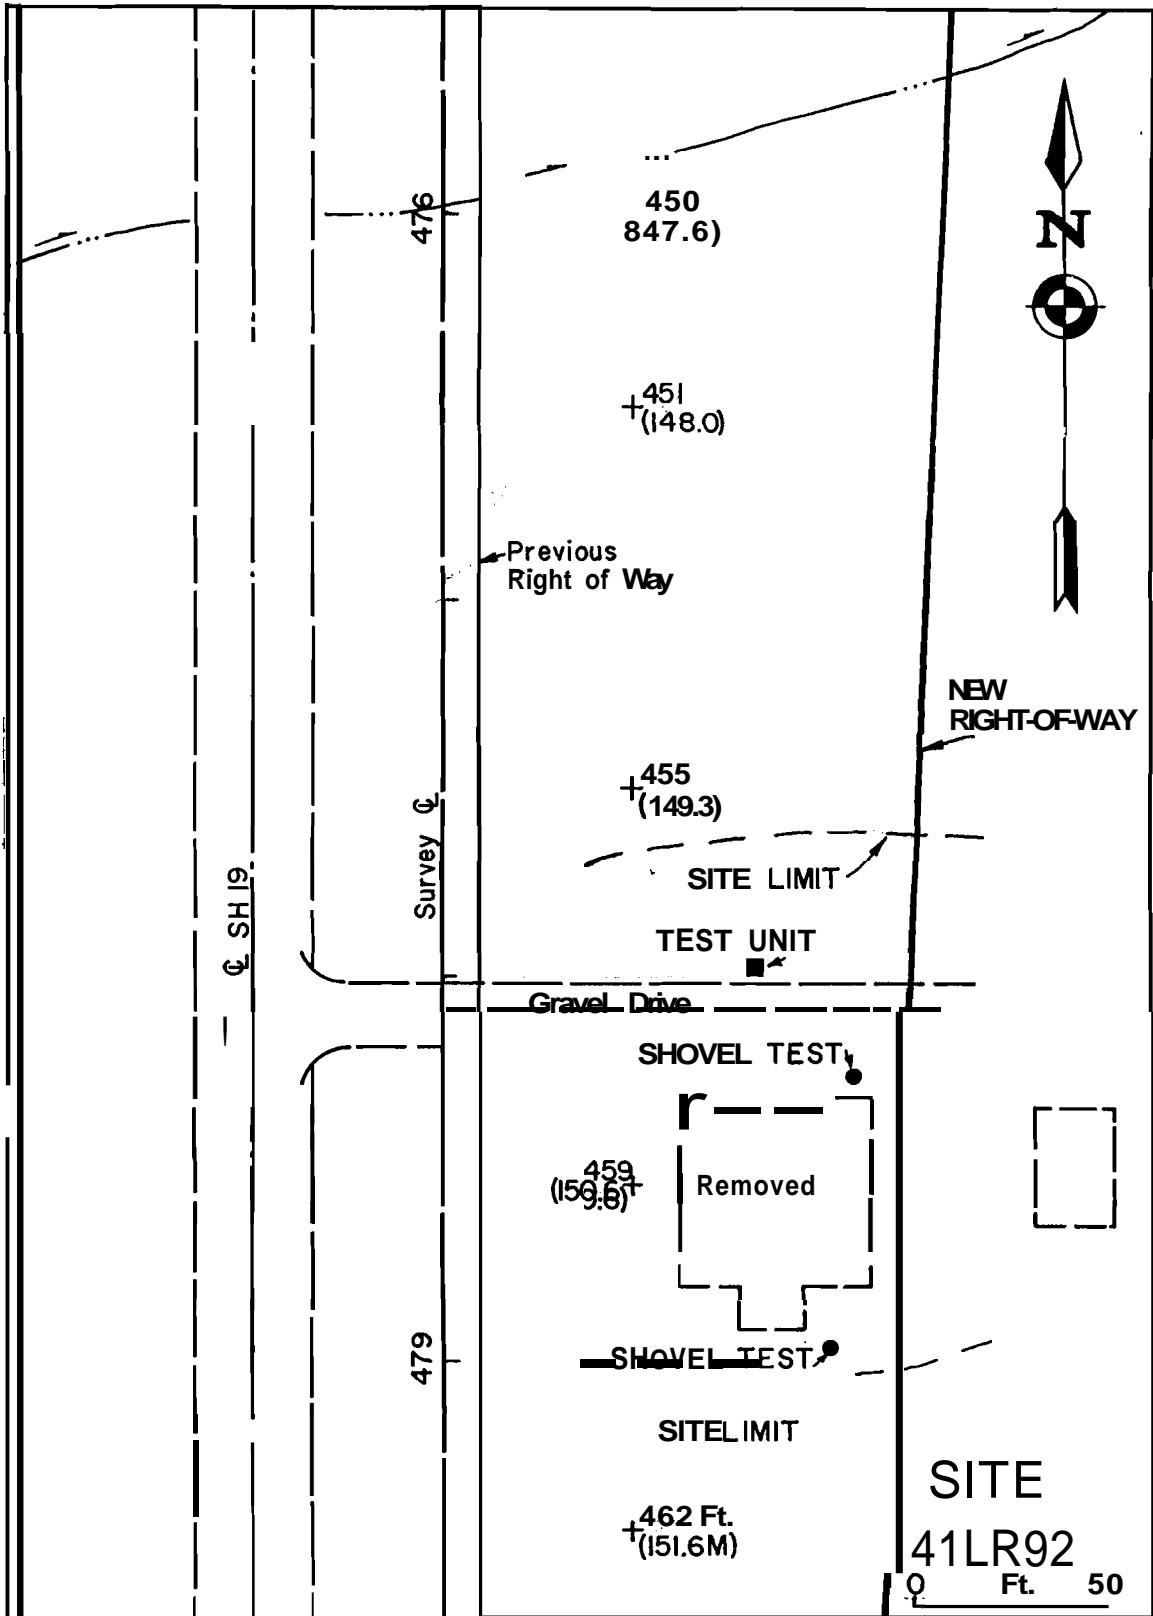 476
450
847.6)
N
451
(148.0)
Previous
Right of Way
NEW
RIGHT-OF-WAY
455
(149.3)
Survey ℄
℄ SH 19
SITE LIMIT
TEST UNIT
Gravel Drive
SHOVEL TEST
459
Removed
479
SHOVEL TEST
SITE LIMIT
462 Ft.
(151.6M)
SITE
41LR92
0 Ft. 50